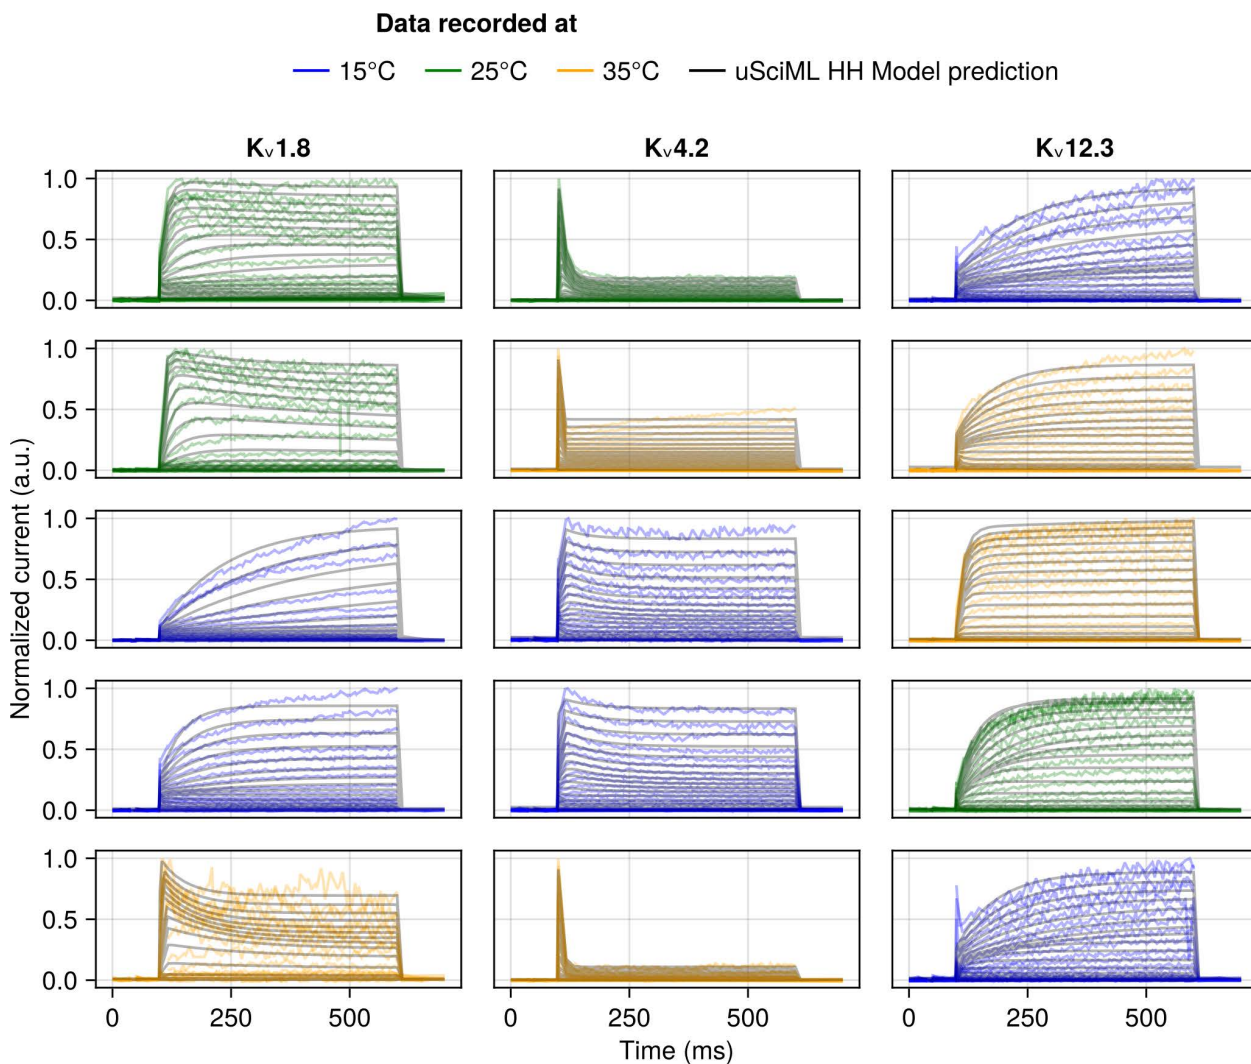 Data recorded at
15°C 25°C 35°C uSciML HH Model prediction
Kᵥ1.8 Kᵥ4.2 Kᵥ12.3
1.0
0.5
0.0
1.0
0.5
0.0
1.0
0.5
0.0
1.0
0.5
0.0
1.0
0.5
0.0
Normalized current (a.u.)
0 250 500 0 250 500 0 250 500
Time (ms)